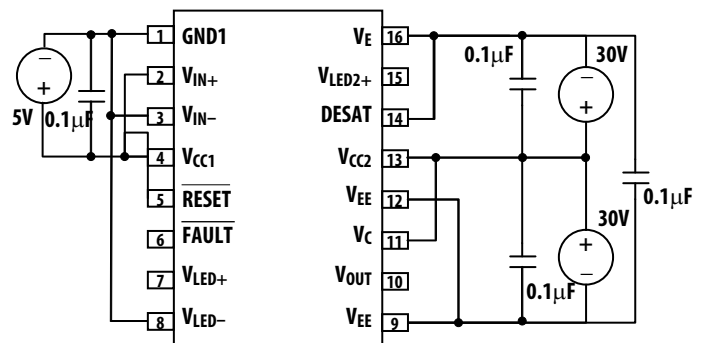 1 GND1
2 VIN+
3 VIN−
4 VCC1
5 RESET
6 FAULT
7 VLED+
8 VLED−
VE 16
VLED2+ 15
DESAT 14
VCC2 13
VEE 12
VC 11
VOUT 10
VEE 9
−
+
5V
0.1μF
0.1μF
30V
−
+
0.1μF
30V
+
−
0.1μF